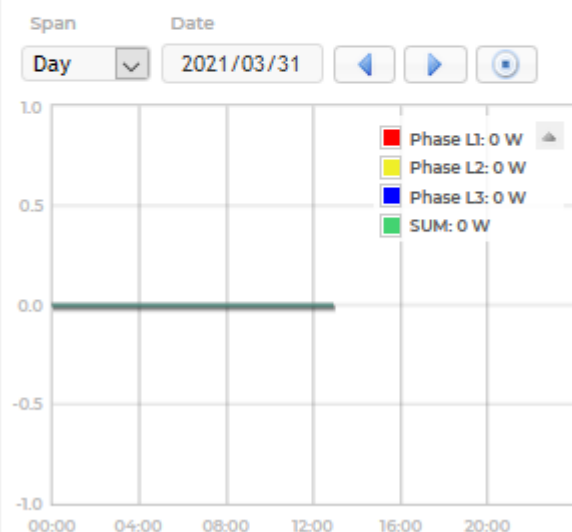 Span Date
Day 2021/03/31
1.0
Phase L1: 0 W
Phase L2: 0 W
0.5
Phase L3: 0 W
SUM: 0 W
0.0
-0.5
-1.0
00:00 04:00 08:00 12:00 16:00 20:00